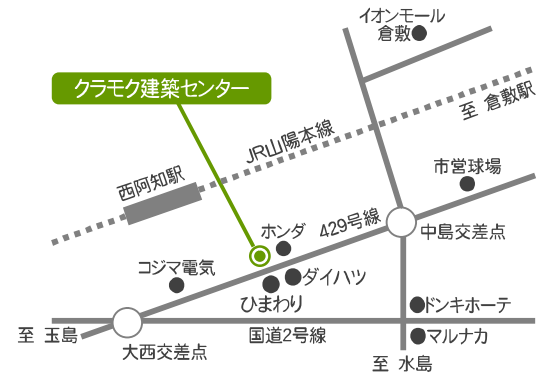 イオンモール
倉敷
クラモク建築センター
至 倉敷駅
JR山陽本線
西阿知駅
市営球場
429号線
中島交差点
ホンダ
コジマ電気
ダイハツ
ひまわり
ドンキホーテ
至 玉島
国道2号線
マルナカ
大西交差点
至 水島